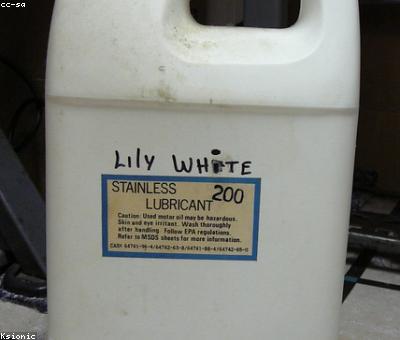 cc-sa
LiLy WHiTE
STAINLESS 200
LUBRICANT
Caution: Used motor oil may be hazardous.
Skin and eye irritant. Wash thoroughly
after handling. Follow EPA regulations.
Refer to MSDS sheets for more information.
Ksionic